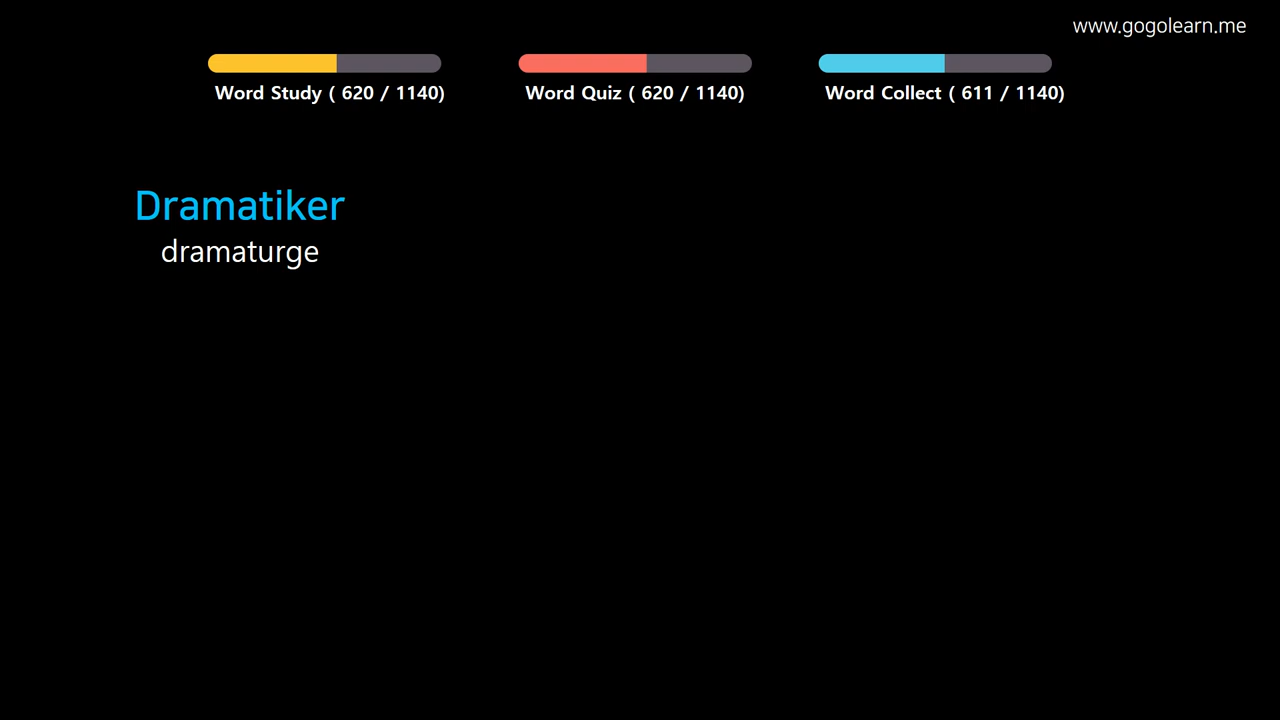 www.gogolearn.me
Word Study ( 620 / 1140)
Word Quiz ( 620 / 1140)
Word Collect ( 611 / 1140)
Dramatiker
dramaturge